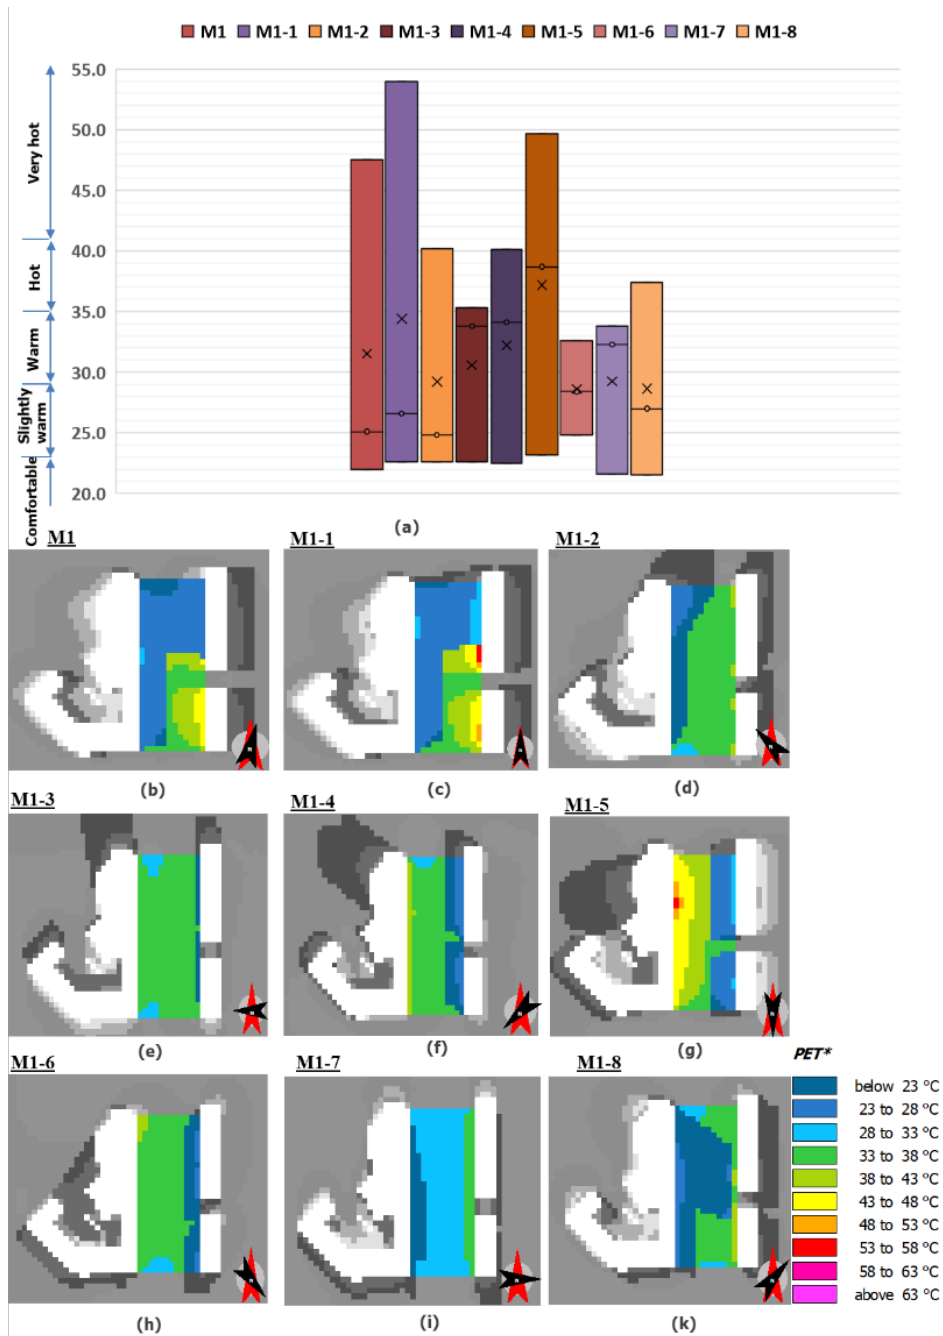 M1 M1-1 M1-2 M1-3 M1-4 M1-5 M1-6 M1-7 M1-8
55.0
50.0
45.0
40.0
35.0
30.0
25.0
20.0
Very hot
Hot
Warm
Slightly
warm
Comfortable
(a)
M1
M1-1
M1-2
(b)
(c)
(d)
M1-3
M1-4
M1-5
(e)
(f)
(g)
M1-6
M1-7
M1-8
PET*
below 23 °C
23 to 28 °C
28 to 33 °C
33 to 38 °C
38 to 43 °C
43 to 48 °C
48 to 53 °C
53 to 58 °C
58 to 63 °C
above 63 °C
(h)
(i)
(k)